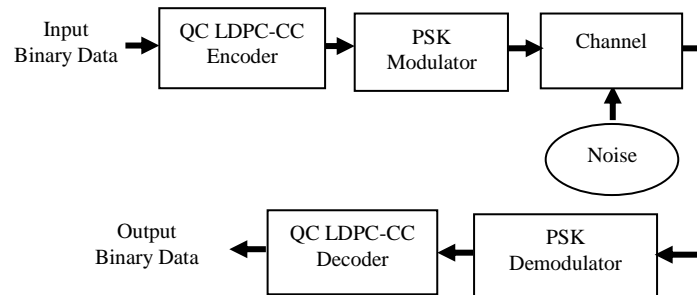 Input
Binary Data
QC LDPC-CC
Encoder
PSK
Modulator
Channel
Noise
Output
Binary Data
QC LDPC-CC
Decoder
PSK
Demodulator